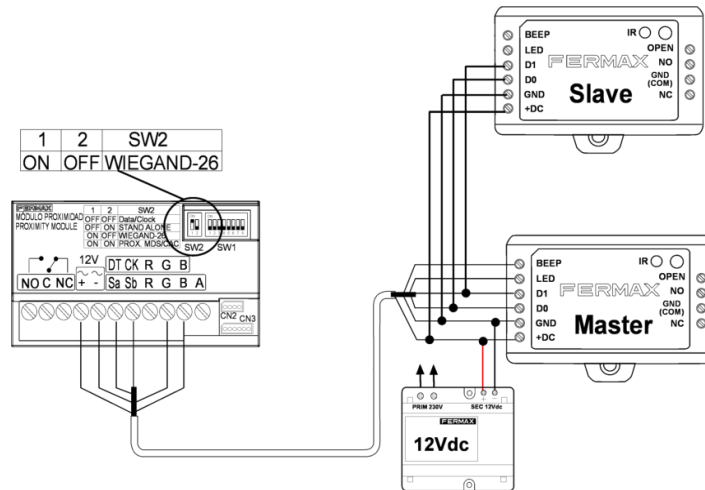 BEEP
IR
LED
OPEN
D1
FERMAX
NO
D0
GND
(COM)
GND
Slave
NC
+DC
1 2 SW2
ON OFF WIEGAND-26
FERMAX
MÓDULO PROXIMIDAD
PROXIMITY MODULE
1 2 SW2
OFF OFF Data/Clock
OFF ON STAND ALONE
ON OFF WIEGAND-26
ON ON PROX. MDS/CAC
SW2 SW1
12V
DT CK R G B
NO C NC + - Sa Sb R G B A
CN2
CN3
BEEP
IR
LED
OPEN
D1
FERMAX
NO
D0
GND
(COM)
GND
Master
NC
+DC
PRIM 230V
SEC 12Vdc
+ -
FERMAX
12Vdc